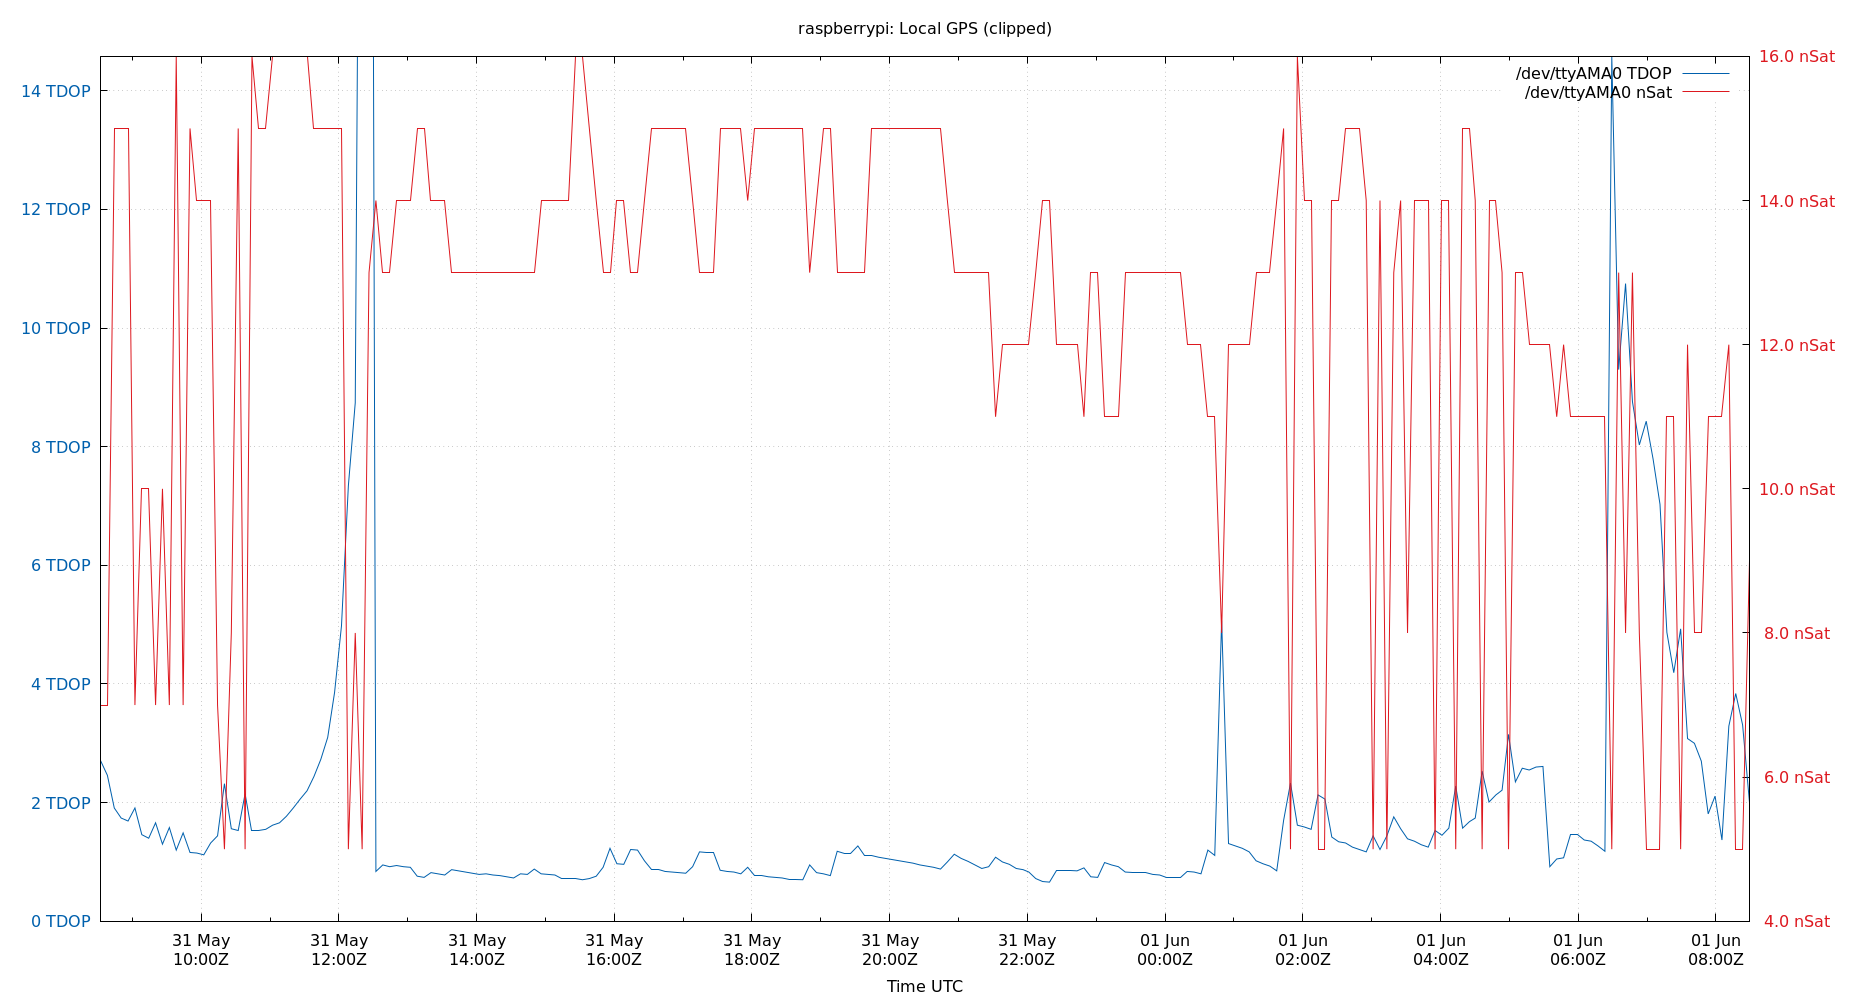 raspberrypi: Local GPS (clipped)
/dev/ttyAMA0 TDOP
/dev/ttyAMA0 nSat
14 TDOP
12 TDOP
10 TDOP
8 TDOP
6 TDOP
4 TDOP
2 TDOP
0 TDOP
16.0 nSat
14.0 nSat
12.0 nSat
10.0 nSat
8.0 nSat
6.0 nSat
4.0 nSat
31 May
10:00Z
31 May
12:00Z
31 May
14:00Z
31 May
16:00Z
31 May
18:00Z
31 May
20:00Z
31 May
22:00Z
01 Jun
00:00Z
01 Jun
02:00Z
01 Jun
04:00Z
01 Jun
06:00Z
01 Jun
08:00Z
Time UTC